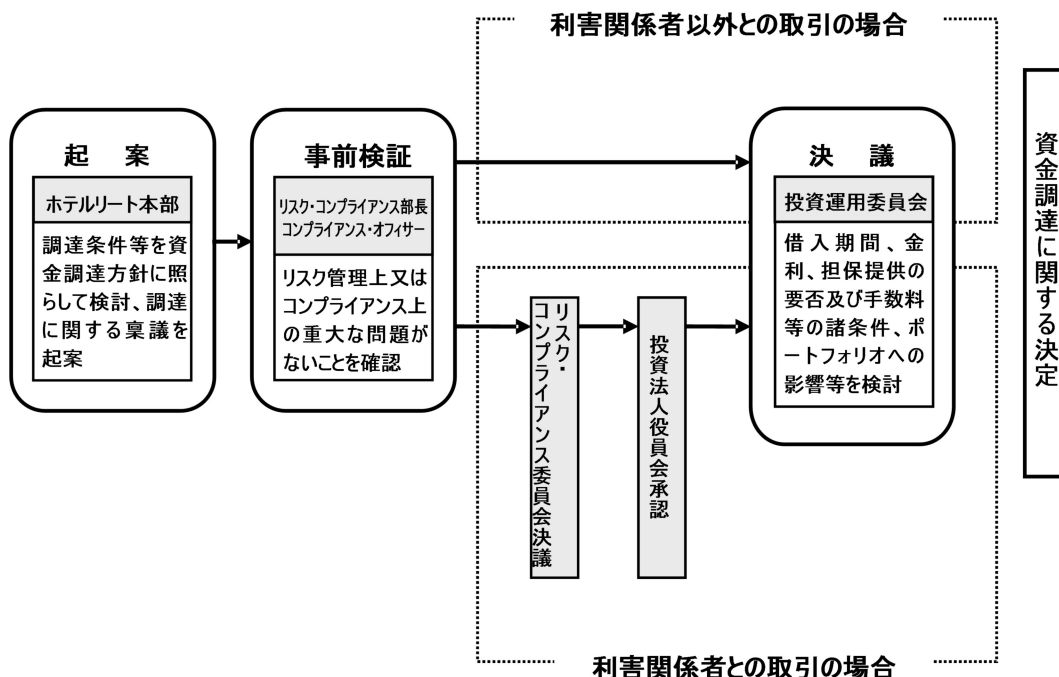 利害関係者以外との取引の場合
起 案
ホテルリート本部
調達条件等を資
金調達方針に照
らして検討、調達
に関する稟議を
起案
事前検証
リスク・コンプライアンス部長
コンプライアンス・オフィサー
リスク管理上又は
コンプライアンス上
の重大な問題が
ないことを確認
リスク・
コンプライアンス委員会決議
投資法人役員会承認
決 議
投資運用委員会
借入期間、金
利、担保提供の
要否及び手数料
等の諸条件、ポ
ートフォリオへの
影響等を検討
資金調達に関する決定
利害関係者との取引の場合